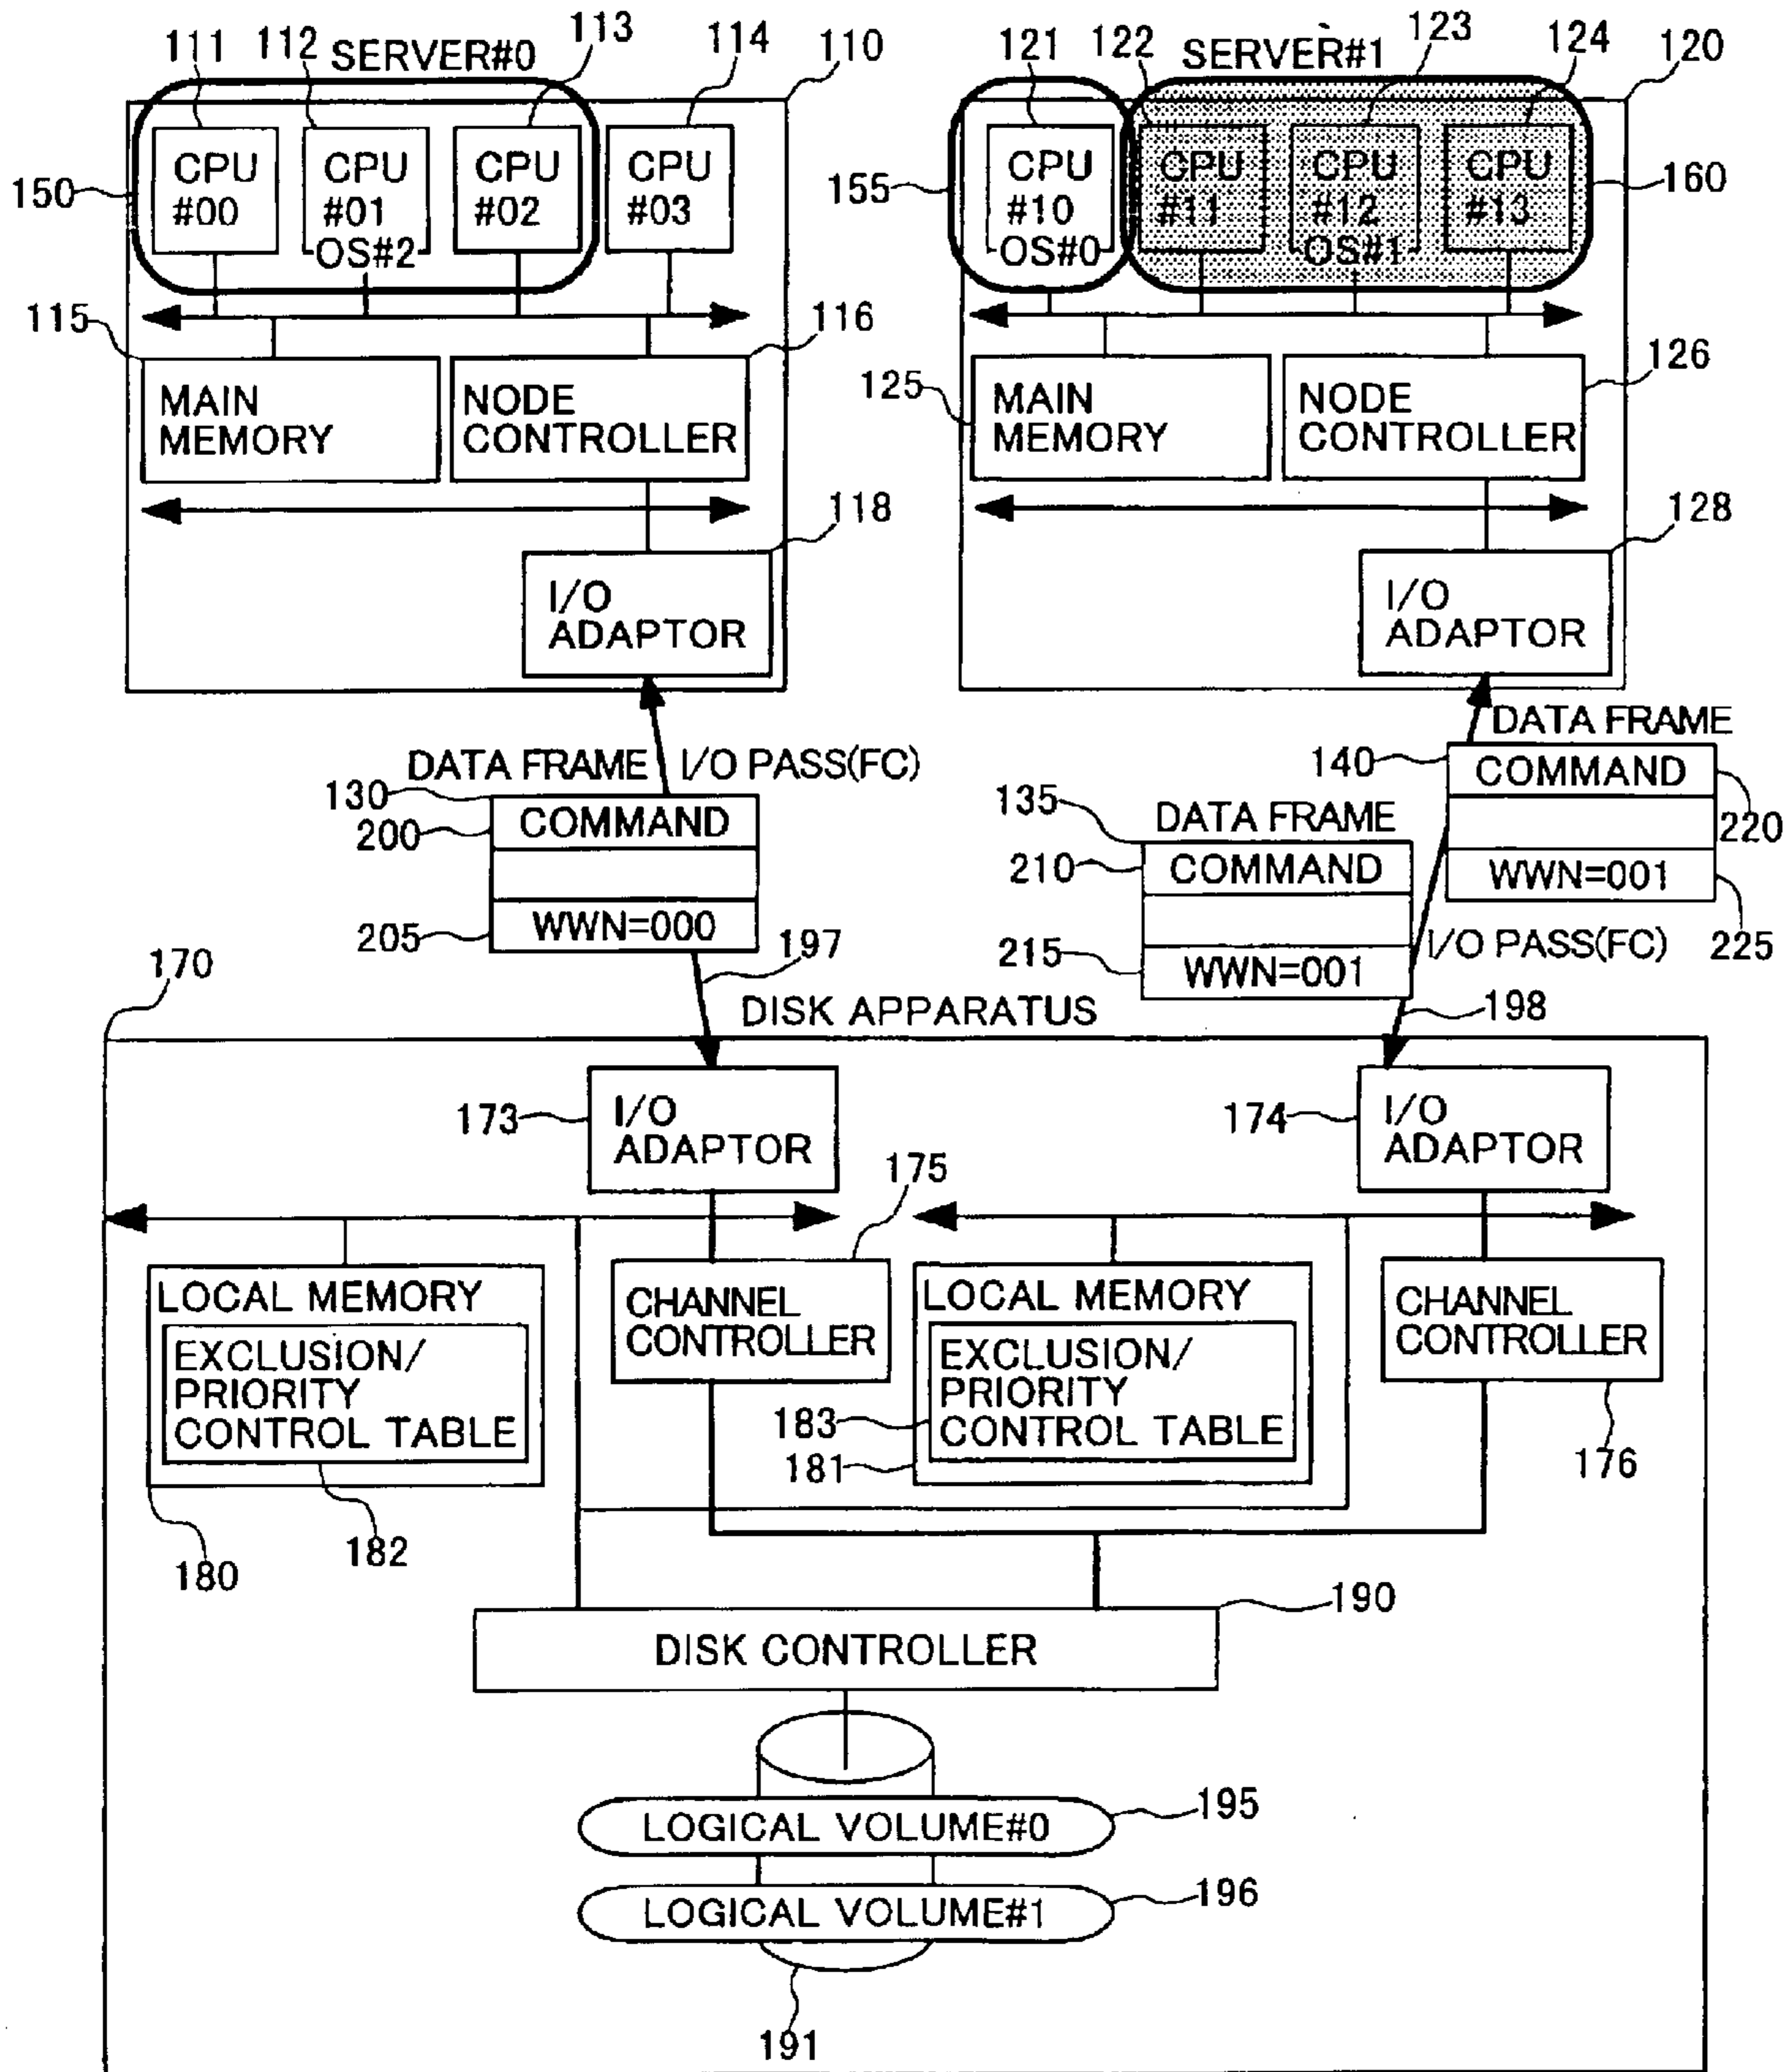 111 112 SERVER#0 113 114 110
121 122 SERVER#1 123 124 120
150
CPU #00
CPU #01 OS#2
CPU #02
CPU #03
155
CPU #10 OS#0
CPU #11
CPU #12 OS#1
CPU #13
160
115
MAIN
MEMORY
116
NODE
CONTROLLER
118
I/O
ADAPTOR
125
MAIN
MEMORY
126
NODE
CONTROLLER
128
I/O
ADAPTOR
DATA FRAME I/O PASS(FC)
130
200
COMMAND
205
WWN=000
197
135
DATA FRAME
210
COMMAND
215
WWN=001
DATA FRAME
140
COMMAND
220
WWN=001
225
I/O PASS(FC)
198
170
DISK APPARATUS
173
I/O
ADAPTOR
174
I/O
ADAPTOR
175
LOCAL MEMORY
EXCLUSION/
PRIORITY
CONTROL TABLE
180
182
CHANNEL
CONTROLLER
LOCAL MEMORY
EXCLUSION/
PRIORITY
CONTROL TABLE
183
181
CHANNEL
CONTROLLER
176
190
DISK CONTROLLER
LOGICAL VOLUME#0
195
LOGICAL VOLUME#1
196
191